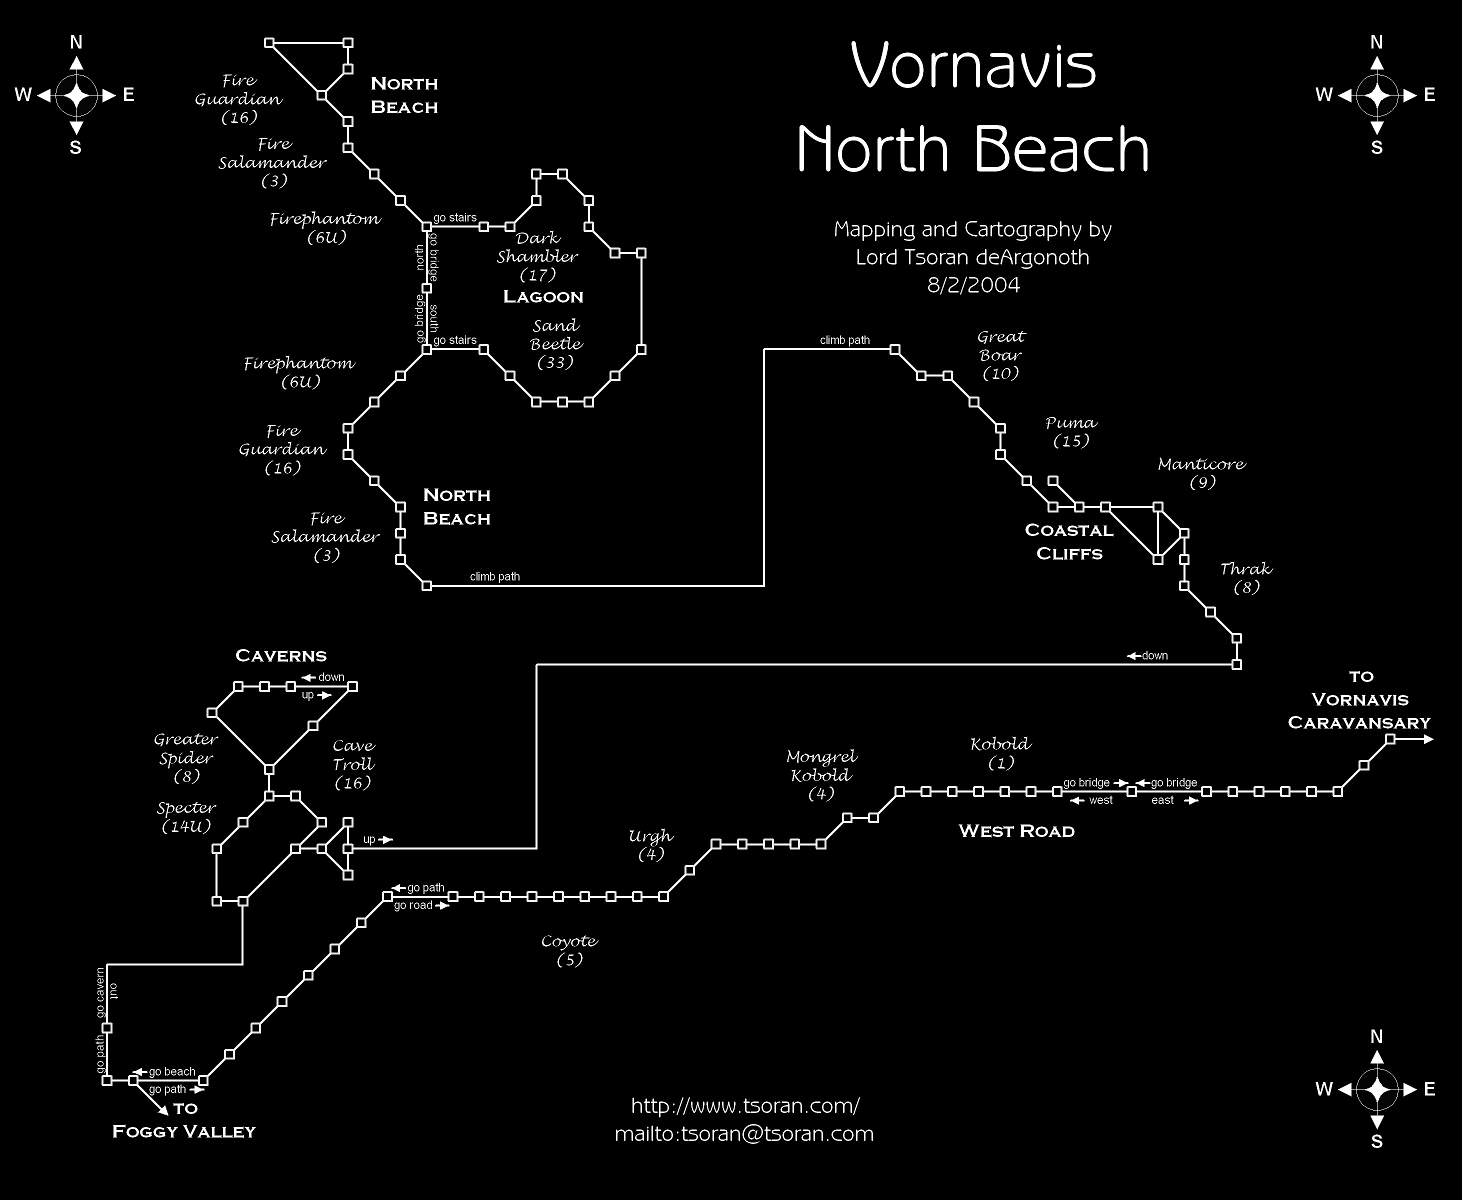 Vornavis
North Beach
Mapping and Cartography by
Lord Tsoran deArgonoth
8/2/2004
N
W E
S
N
W E
S
Fire
Guardian
(16)
North
Beach
Fire
Salamander
(3)
Firephantom
(6U)
go stairs
north
go bridge
Dark
Shambler
(17)
Lagoon
go bridge
south
go stairs
Sand
Beetle
(33)
Firephantom
(6U)
Fire
Guardian
(16)
North
Beach
Fire
Salamander
(3)
climb path
climb path
Great
Boar
(10)
Puma
(15)
Manticore
(9)
Coastal
Cliffs
Thrak
(8)
down
Caverns
down
up
Greater
Spider
(8)
Cave
Troll
(16)
Specter
(14U)
up
to
Vornavis
Caravansary
Kobold
(1)
Mongrel
Kobold
(4)
go bridge
west
go bridge
east
West Road
Urgh
(4)
go path
go road
Coyote
(5)
go cavern
out
go path
go beach
go path
to
Foggy Valley
http://www.tsoran.com/
mailto:tsoran@tsoran.com
N
W E
S